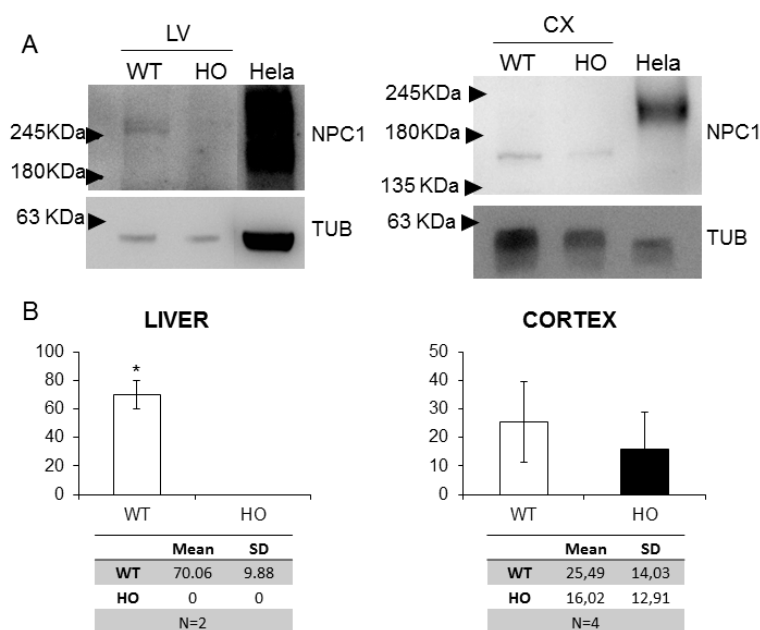 A
LV
WT HO Hela
245KDa
180KDa
NPC1
63 KDa
TUB
CX
WT HO Hela
245KDa
180KDa
135 KDa
NPC1
63 KDa
TUB
B
LIVER
100
80
60
40
20
0
*
WT HO
Mean SD
WT 70.06 9.88
HO 0 0
N=2
CORTEX
50
40
30
20
10
0
WT HO
Mean SD
WT 25,49 14,03
HO 16,02 12,91
N=4